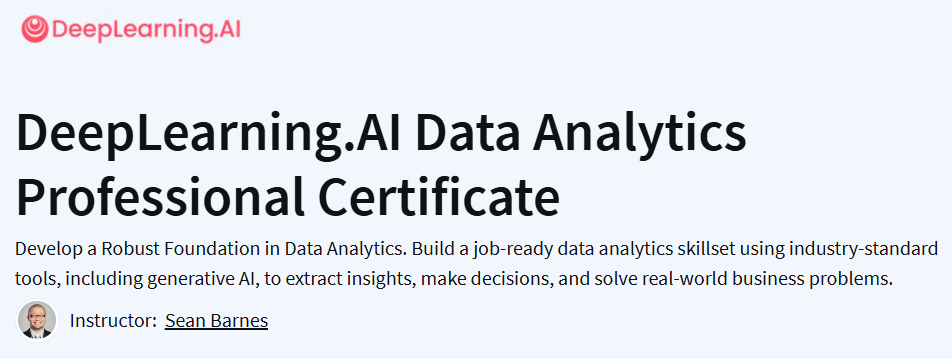 DeepLearning.AI
DeepLearning.AI Data Analytics
Professional Certificate
Develop a Robust Foundation in Data Analytics. Build a job-ready data analytics skillset using industry-standard
tools, including generative AI, to extract insights, make decisions, and solve real-world business problems.
Instructor: Sean Barnes